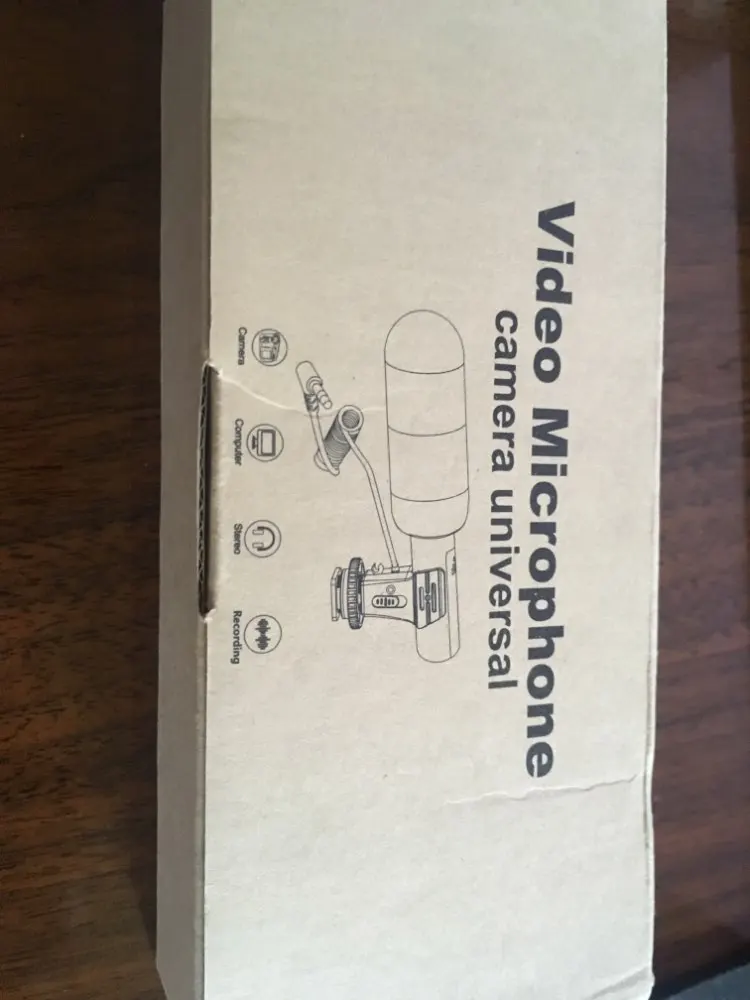 Video Microphone
camera universal
Camera
Computer
Stereo
Recording